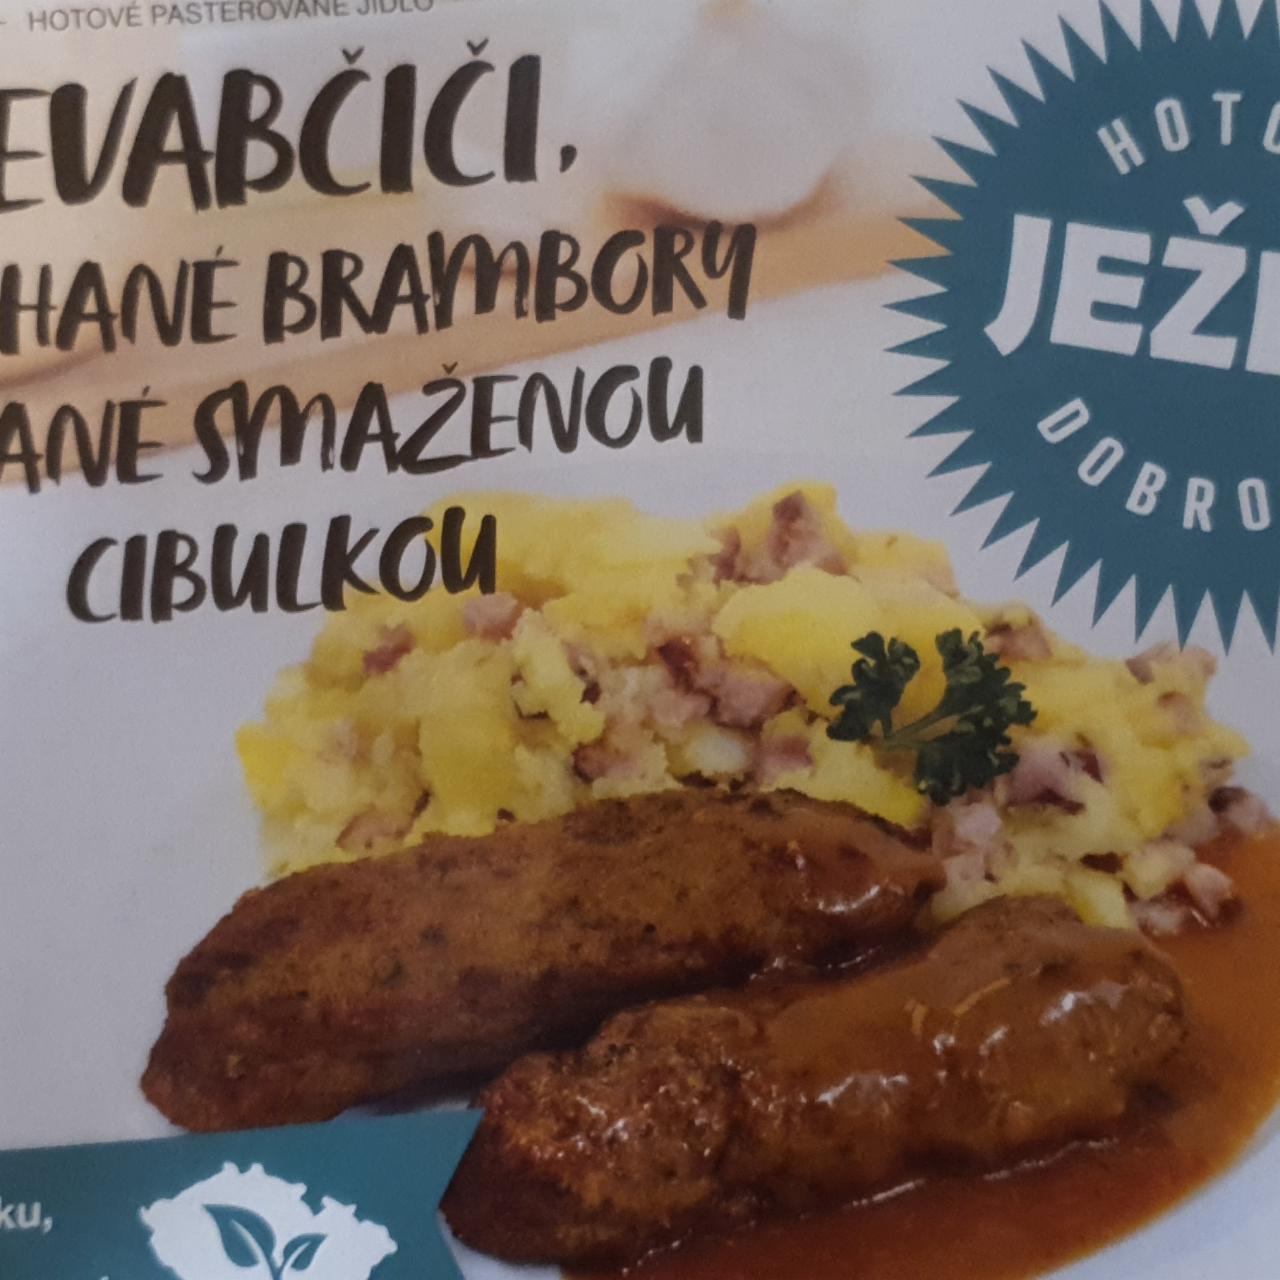 HOTOVÉ PASTEROVANÉ JÍDLO
EVABČIČI,
HANÉ BRAMBORY
ANÉ SMAŽENOU
CIBULKOU
HOTO
JEŽ
DOBRO
ku,